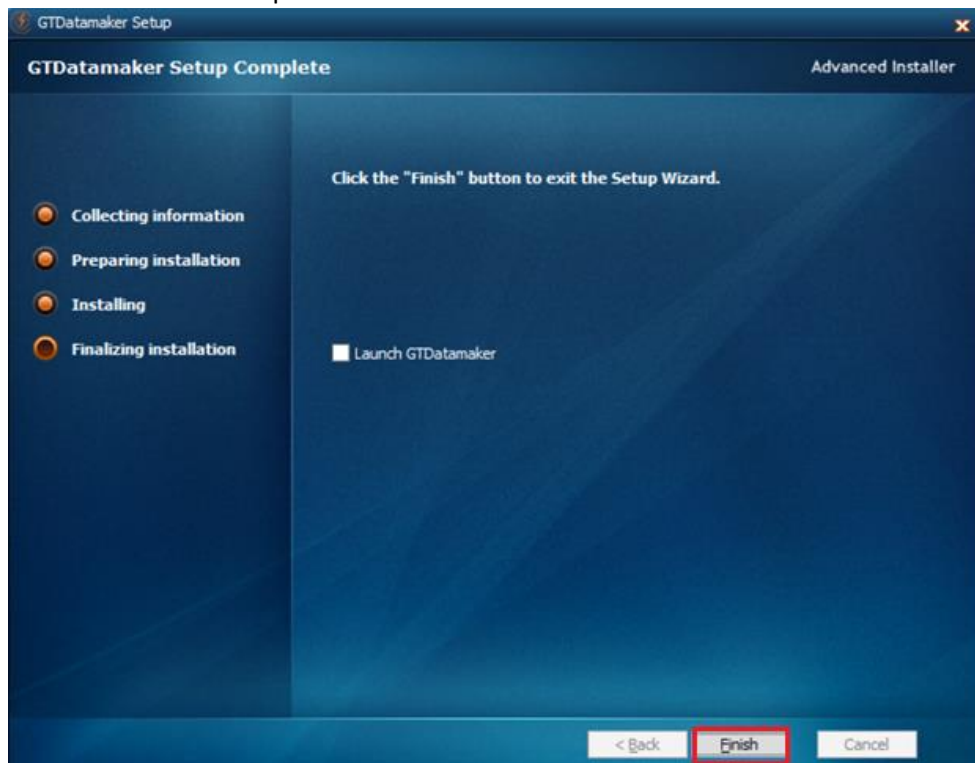 GTDatamaker Setup
GTDatamaker Setup Complete
Advanced Installer
Click the "Finish" button to exit the Setup Wizard.
Collecting information
Preparing installation
Installing
Finalizing installation
Launch GTDatamaker
< Back
Finish
Cancel